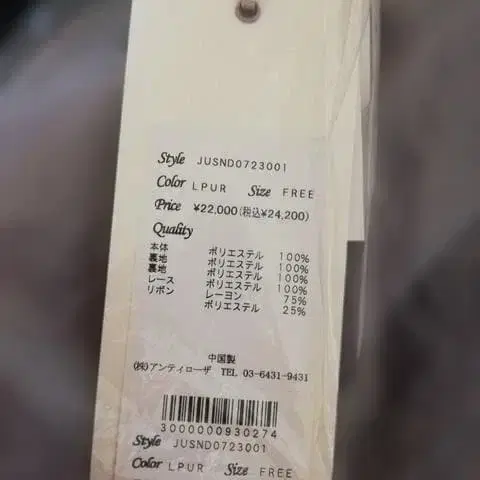 Style JUSND0723001
Color LPUR Size FREE
Price ¥22,000(税込¥24,200)
Quality
本体 ポリエステル 100%
裏地 ポリエステル 100%
裏地 ポリエステル 100%
レース ポリエステル 100%
リボン レーヨン 75%
ポリエステル 25%
中国製
(株)アンティローザ TEL 03-6431-9431
3000000930274
Style JUSND0723001
Color LPUR Size FREE